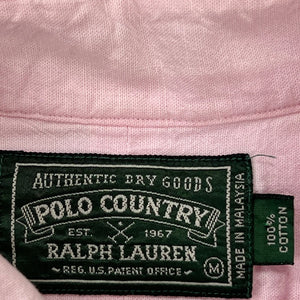 AUTHENTIC DRY GOODS
POLO COUNTRY
EST. 1967
RALPH LAUREN
REG. U.S. PATENT OFFICE
M
MADE IN MALAYSIA
100%
COTTON